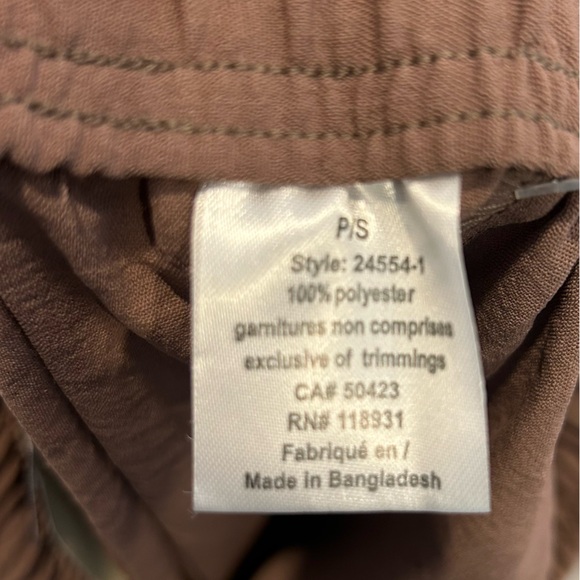 P/S
Style: 24554-1
100% polyester
garnitures non comprises
exclusive of trimmings
CA# 50423
RN# 118931
Fabriqué en /
Made in Bangladesh